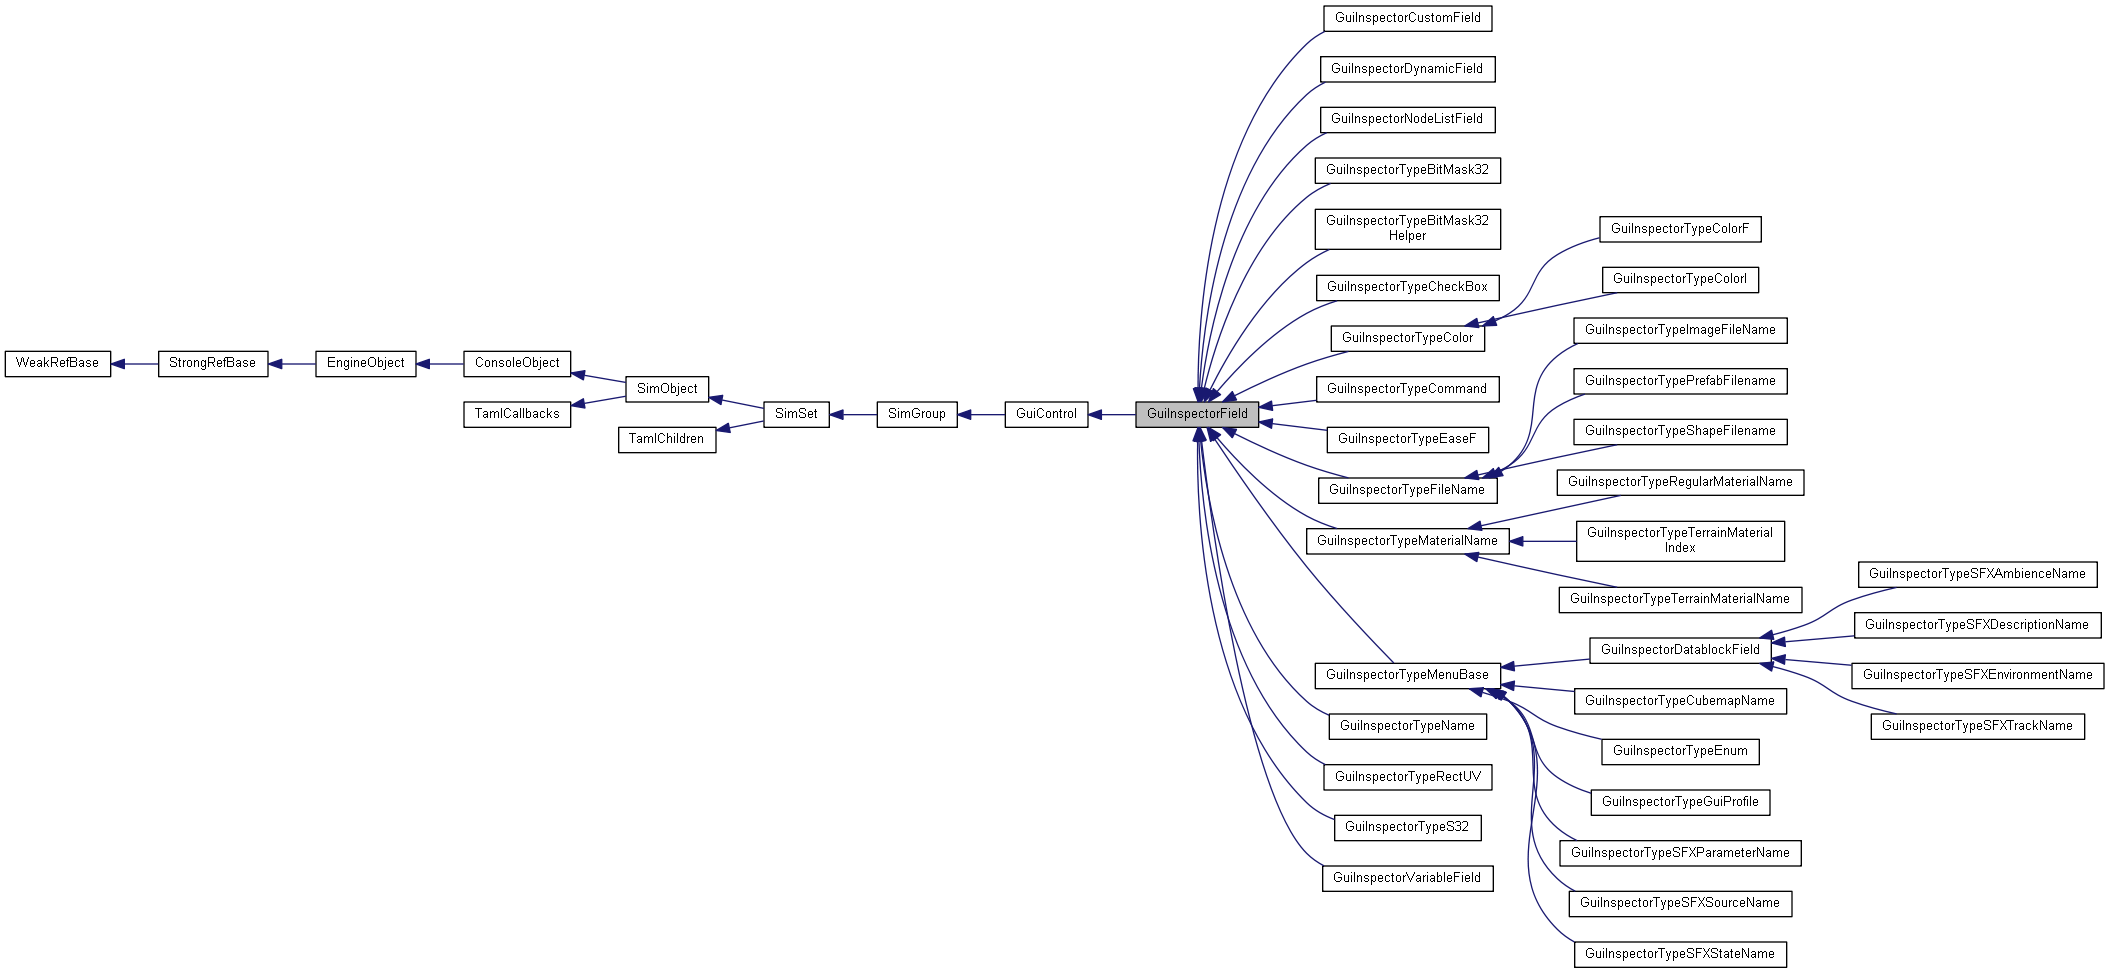 WeakRefBase
StrongRefBase
EngineObject
ConsoleObject
TamlCallbacks
SimObject
TamlChildren
SimSet
SimGroup
GuiControl
GuiInspectorField
GuiInspectorCustomField
GuiInspectorDynamicField
GuiInspectorNodeListField
GuiInspectorTypeBitMask32
GuiInspectorTypeBitMask32
Helper
GuiInspectorTypeCheckBox
GuiInspectorTypeColor
GuiInspectorTypeCommand
GuiInspectorTypeEaseF
GuiInspectorTypeFileName
GuiInspectorTypeMaterialName
GuiInspectorTypeMenuBase
GuiInspectorTypeName
GuiInspectorTypeRectUV
GuiInspectorTypeS32
GuiInspectorVariableField
GuiInspectorTypeColorF
GuiInspectorTypeColorI
GuiInspectorTypeImageFileName
GuiInspectorTypePrefabFilename
GuiInspectorTypeShapeFilename
GuiInspectorTypeRegularMaterialName
GuiInspectorTypeTerrainMaterial
Index
GuiInspectorTypeTerrainMaterialName
GuiInspectorDatablockField
GuiInspectorTypeCubemapName
GuiInspectorTypeEnum
GuiInspectorTypeGuiProfile
GuiInspectorTypeSFXParameterName
GuiInspectorTypeSFXSourceName
GuiInspectorTypeSFXStateName
GuiInspectorTypeSFXAmbienceName
GuiInspectorTypeSFXDescriptionName
GuiInspectorTypeSFXEnvironmentName
GuiInspectorTypeSFXTrackName